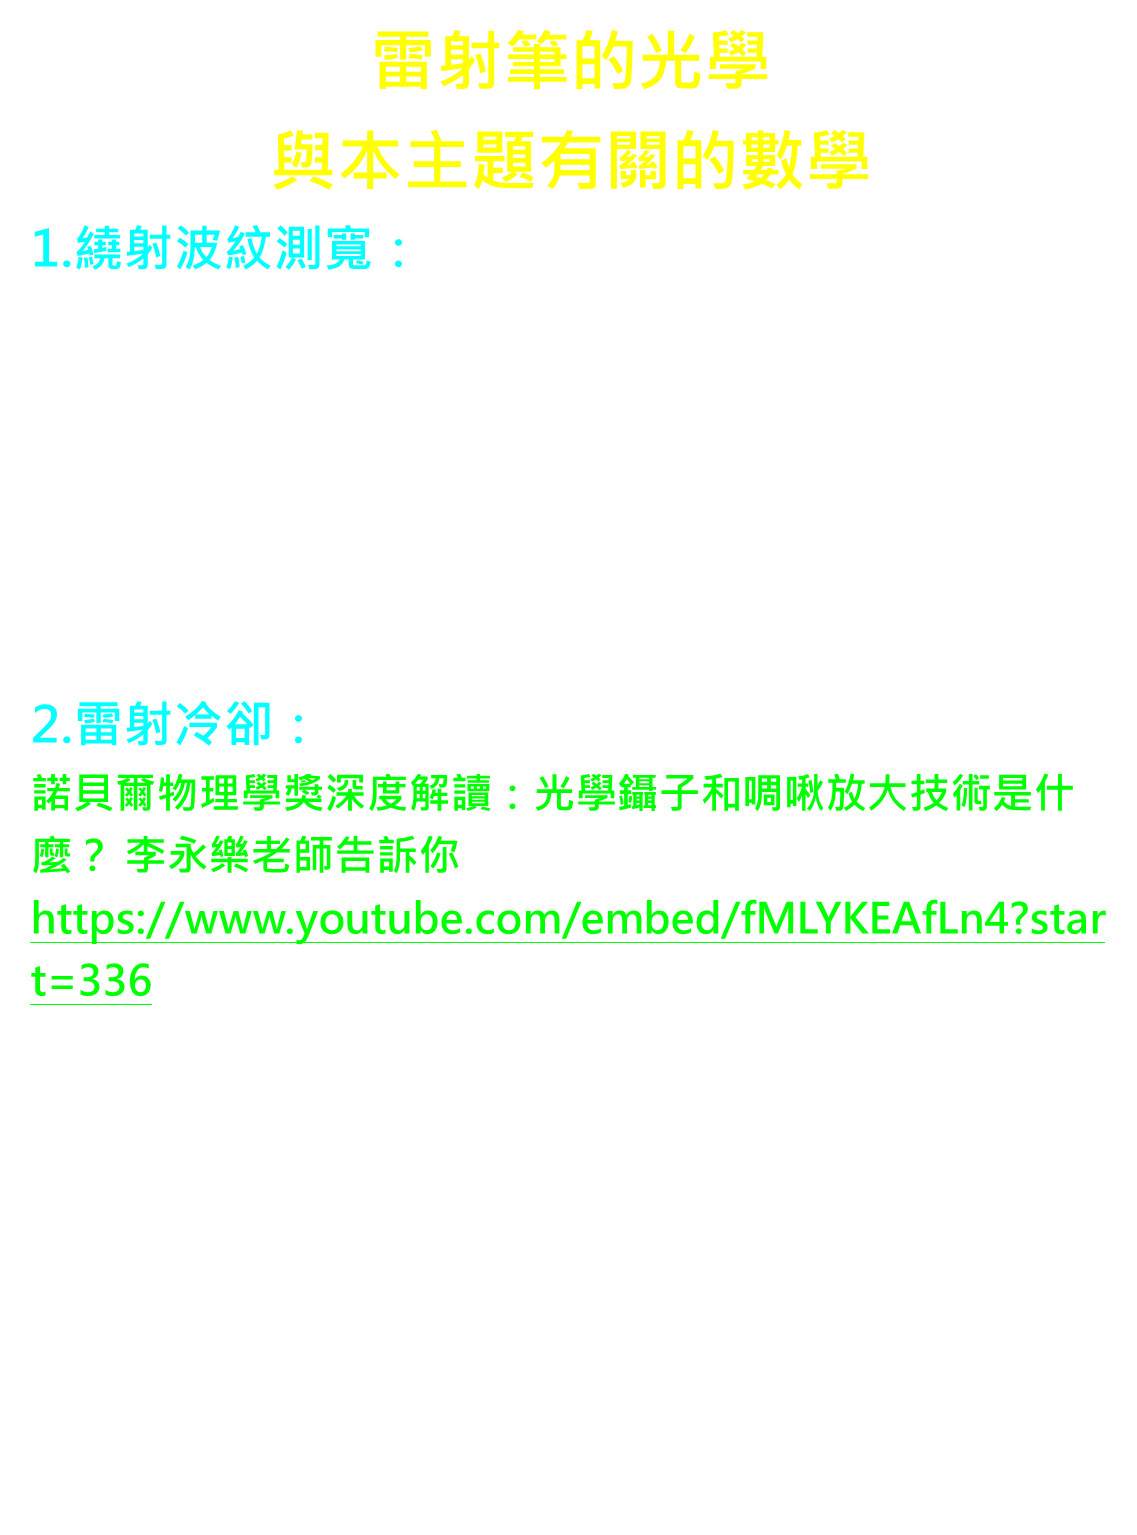 雷射筆的光學
與本主題有關的數學
1.繞射波紋測寬：
2.雷射冷卻：
諾貝爾物理學獎深度解讀：光學鑷子和啁啾放大技術是什
麼？ 李永樂老師告訴你
https://www.youtube.com/embed/fMLYKEAfLn4?star
t=336